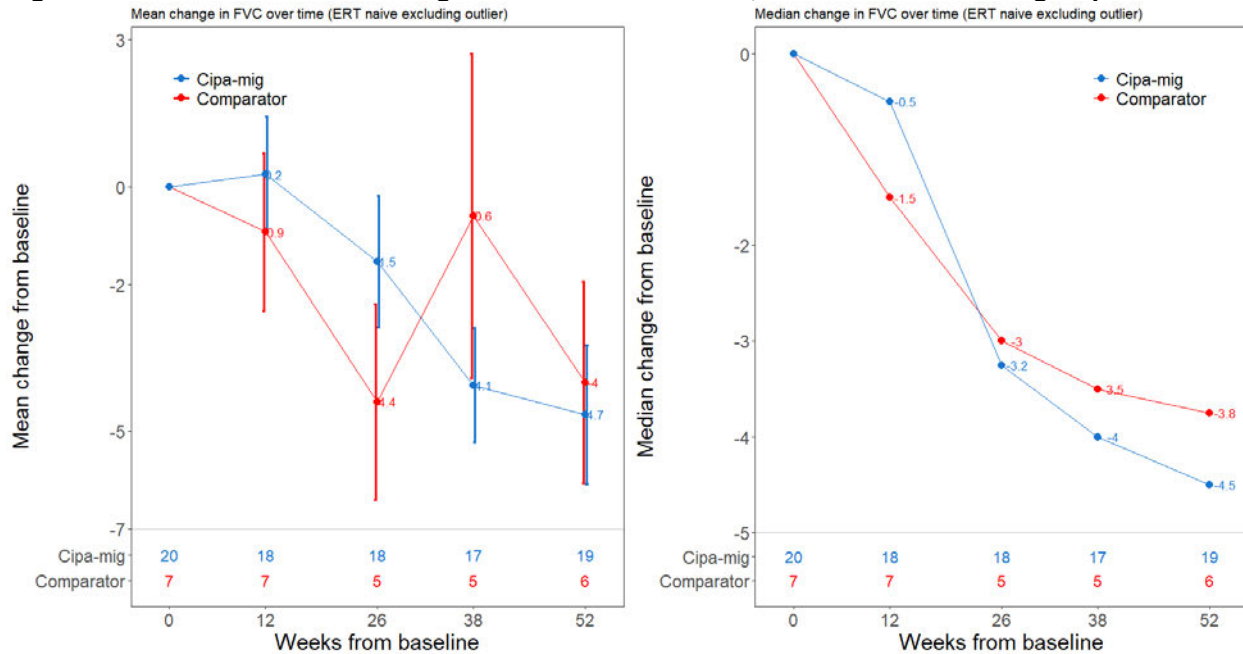 Mean change in FVC over time (ERT naive excluding outlier)
3
0
-2
-5
-7
Mean change from baseline
Cipa-mig
Comparator
0.2
0.9
1.5
4.4
0.6
4.1
-4
4.7
Cipa-mig 20 18 18 17 19
Comparator 7 7 5 5 6
0 12 26 38 52
Weeks from baseline
Median change in FVC over time (ERT naive excluding outlier)
0
-2
-3
-4
-5
Median change from baseline
Cipa-mig
Comparator
-0.5
-1.5
-3
-3.2
-3.5
-4
-3.8
-4.5
Cipa-mig 20 18 18 17 19
Comparator 7 7 5 5 6
0 12 26 38 52
Weeks from baseline